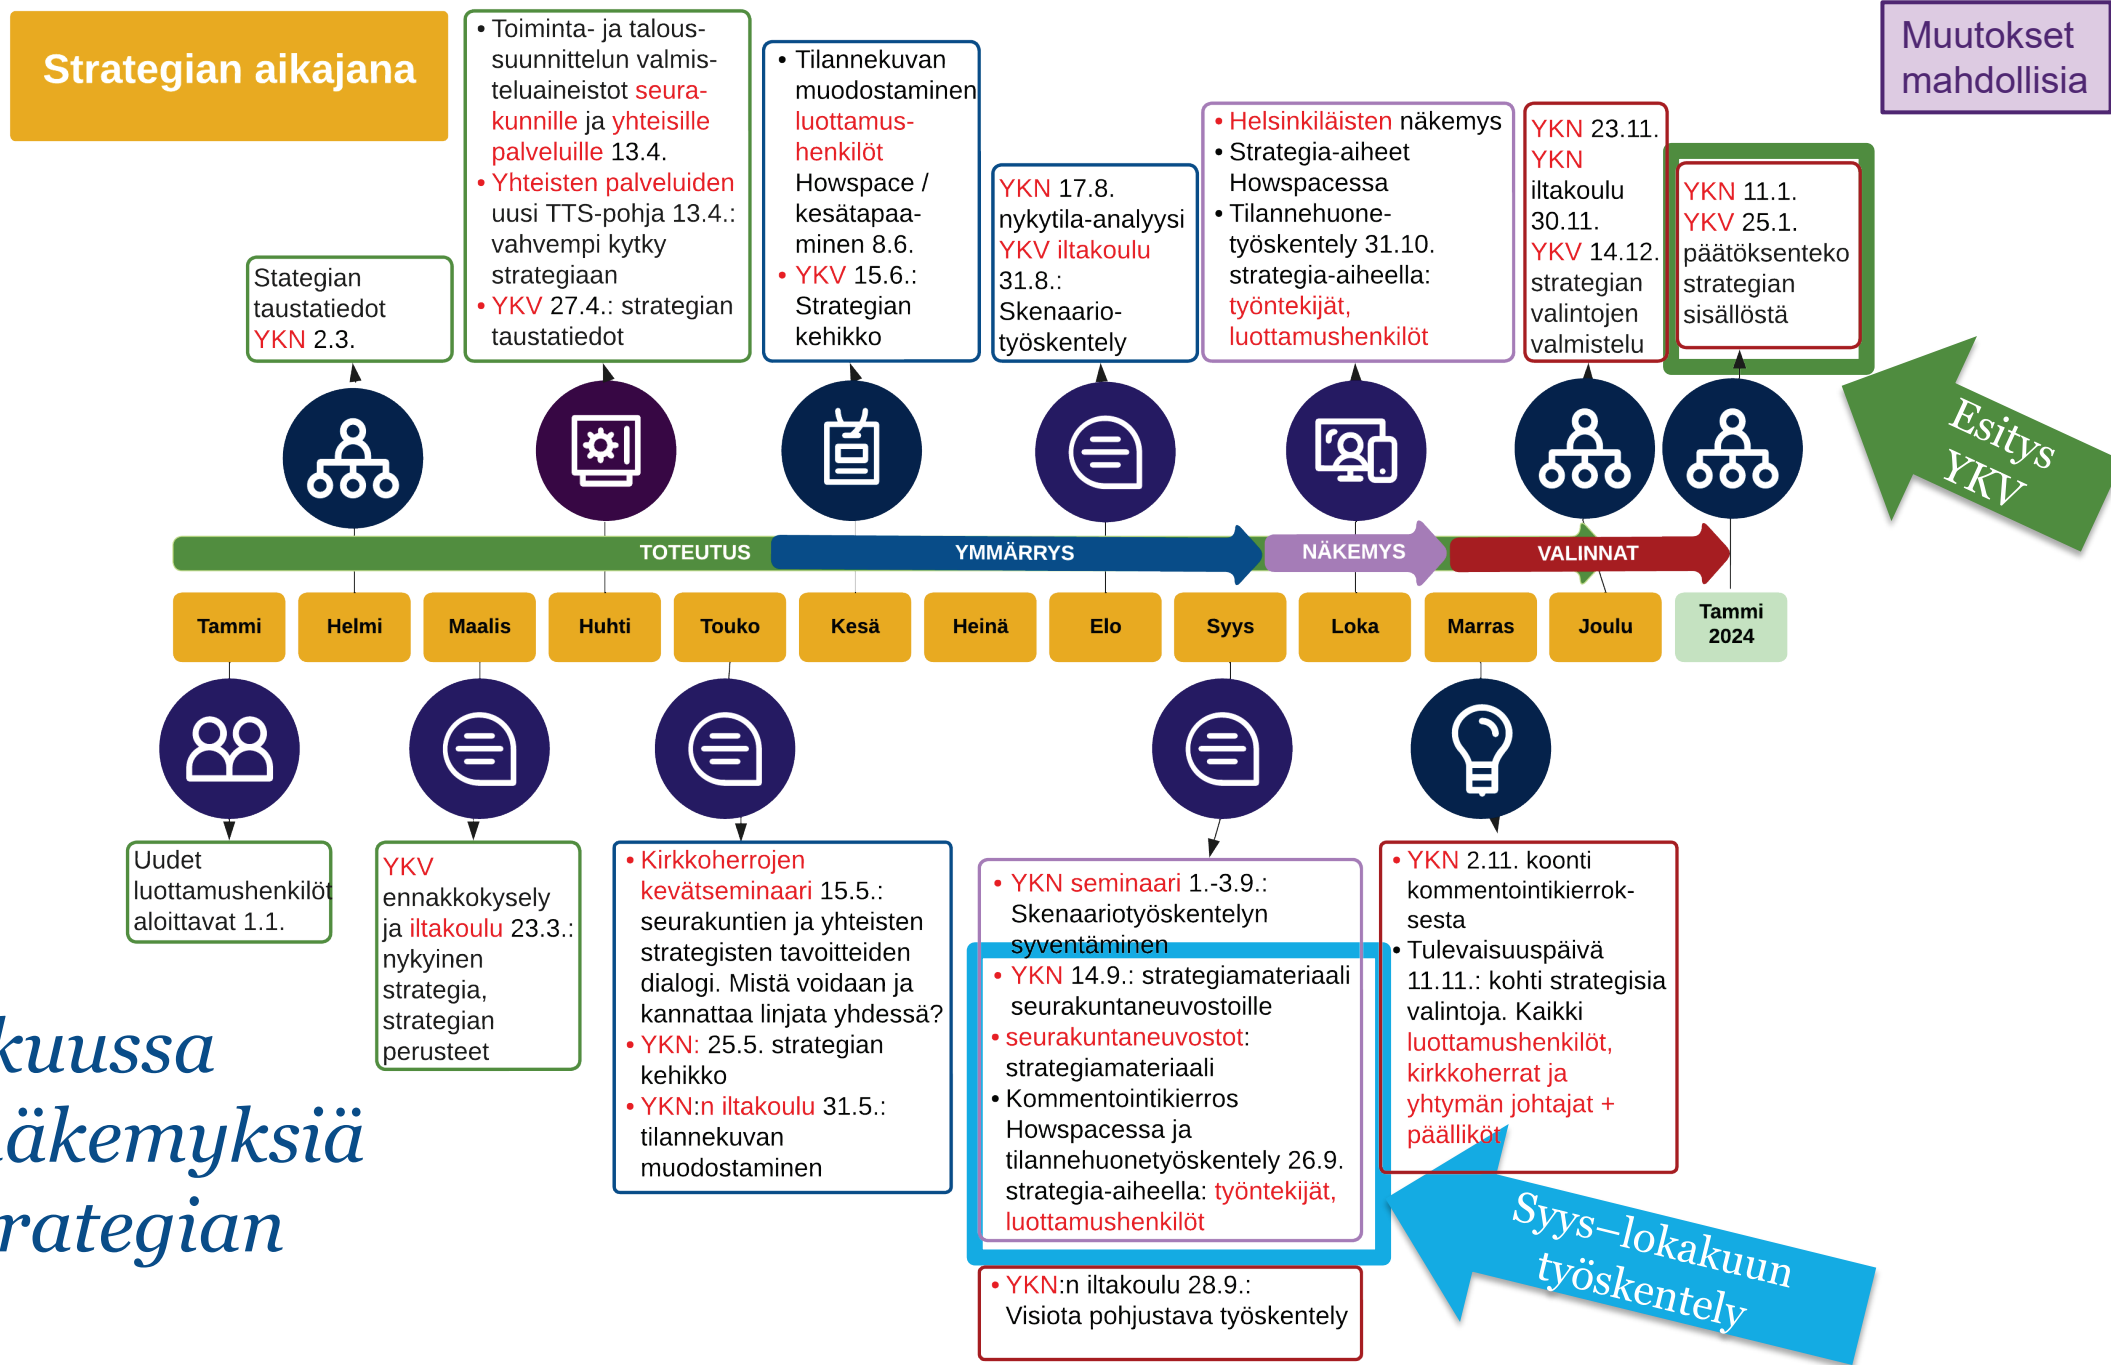 Strategian aikajana
Muutokset
mahdollisia
Stategian
taustatiedot
YKN 2.3.
• Toiminta- ja talous-
suunnittelun valmis-
teluaineistot seura-
kunnille ja yhteisille
palveluille 13.4.
• Yhteisten palveluiden
uusi TTS-pohja 13.4.:
vahvempi kytky
strategiaan
• YKV 27.4.: strategian
taustatiedot
• Tilannekuvan
muodostaminen
luottamus-
henkilöt
Howspace /
kesätapaa-
minen 8.6.
• YKV 15.6.:
Strategian
kehikko
YKN 17.8.
nykytila-analyysi
YKV iltakoulu
31.8.:
Skenaario-
työskentely
• Helsinkiläisten näkemys
• Strategia-aiheet
Howspacessa
• Tilannehuone-
työskentely 31.10.
strategia-aiheella:
työntekijät,
luottamushenkilöt
YKN 23.11.
YKN
iltakoulu
30.11.
YKV 14.12.
strategian
valintojen
valmistelu
YKN 11.1.
YKV 25.1.
päätöksenteko
strategian
sisällöstä
Esitys
YKV
TOTEUTUS
YMMÄRRYS
NÄKEMYS
VALINNAT
Tammi
Helmi
Maalis
Huhti
Touko
Kesä
Heinä
Elo
Syys
Loka
Marras
Joulu
Tammi
2024
Uudet
luottamushenkilöt
aloittavat 1.1.
YKV
ennakkokysely
ja iltakoulu 23.3.:
nykyinen
strategia,
strategian
perusteet
• Kirkkoherrojen
kevätseminaari 15.5.:
seurakuntien ja yhteisten
strategisten tavoitteiden
dialogi. Mistä voidaan ja
kannattaa linjata yhdessä?
• YKN: 25.5. strategian
kehikko
• YKN:n iltakoulu 31.5.:
tilannekuvan
muodostaminen
• YKN seminaari 1.-3.9.:
Skenaariotyöskentelyn
syventäminen
• YKN 14.9.: strategiamateriaali
seurakuntaneuvostoille
• seurakuntaneuvostot:
strategiamateriaali
• Kommentointikierros
Howspacessa ja
tilannehuonetyöskentely 26.9.
strategia-aiheella: työntekijät,
luottamushenkilöt
• YKN:n iltakoulu 28.9.:
Visiota pohjustava työskentely
• YKN 2.11. koonti
kommentointikierrok-
sesta
• Tulevaisuuspäivä
11.11.: kohti strategisia
valintoja. Kaikki
luottamushenkilöt,
kirkkoherrat ja
yhtymän johtajat +
päälliköt
Syys–lokakuun
työskentely
kuussa
äkemyksiä
rategian